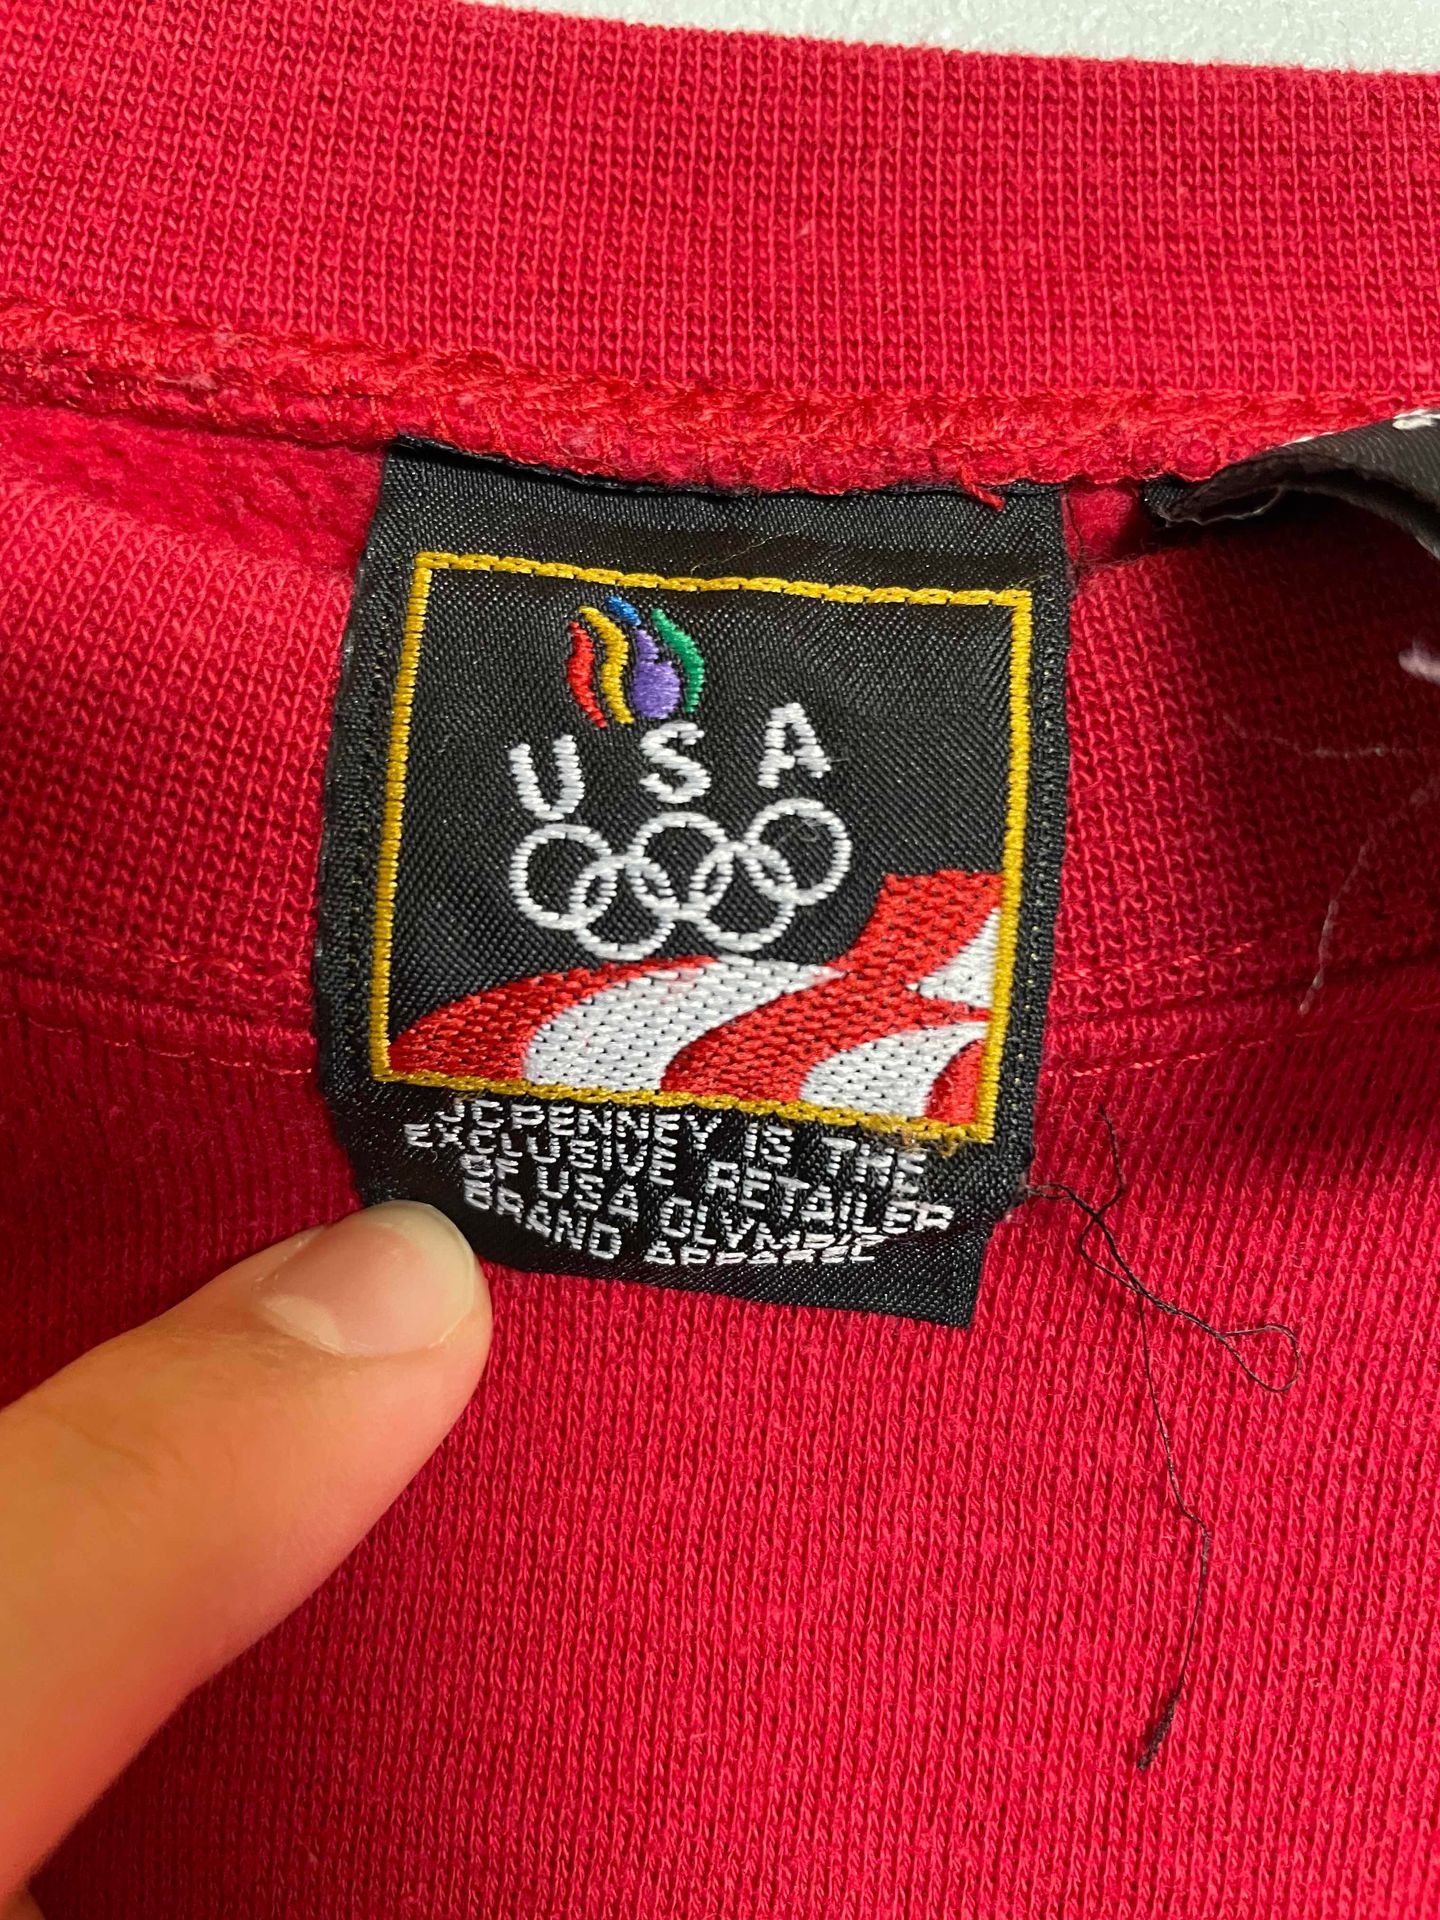 USA
JCPENNEY IS THE
EXCLUSIVE RETAILER
OF USA OLYMPIC
BRAND APPAREL